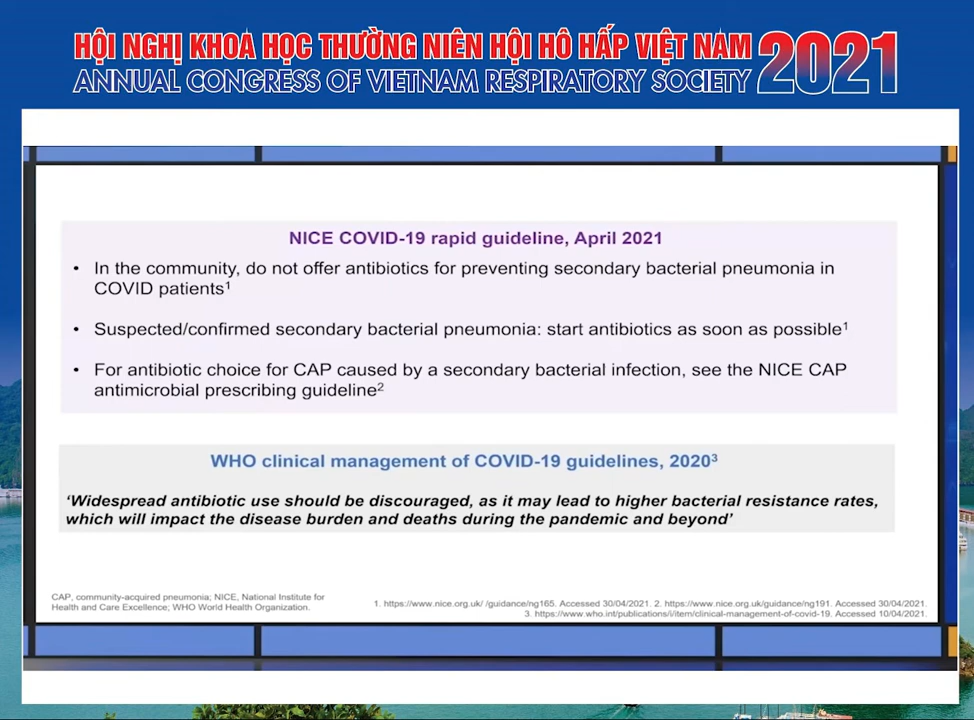 HỘI NGHỊ KHOA HỌC THƯỜNG NIÊN HỘI HÔ HẤP VIỆT NAM 2021
ANNUAL CONGRESS OF VIETNAM RESPIRATORY SOCIETY
NICE COVID-19 rapid guideline, April 2021
• In the community, do not offer antibiotics for preventing secondary bacterial pneumonia in
COVID patients1
• Suspected/confirmed secondary bacterial pneumonia: start antibiotics as soon as possible1
• For antibiotic choice for CAP caused by a secondary bacterial infection, see the NICE CAP
antimicrobial prescribing guideline2
WHO clinical management of COVID-19 guidelines, 20203
‘Widespread antibiotic use should be discouraged, as it may lead to higher bacterial resistance rates,
which will impact the disease burden and deaths during the pandemic and beyond’
CAP, community-acquired pneumonia; NICE, National Institute for
Health and Care Excellence; WHO World Health Organization.
1. https://www.nice.org.uk/ /guidance/ng165. Accessed 30/04/2021. 2. https://www.nice.org.uk/guidance/ng191. Accessed 30/04/2021.
3. https://www.who.int/publications/i/item/clinical-management-of-covid-19. Accessed 10/04/2021.